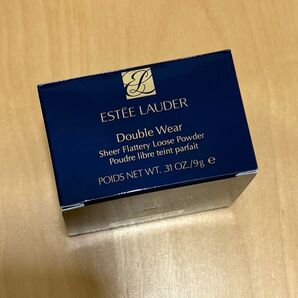 EL
ESTĒE LAUDER
Double Wear
Sheer Flattery Loose Powder
Poudre libre teint parfait
POIDS NET WT. .31 OZ./9g ℮